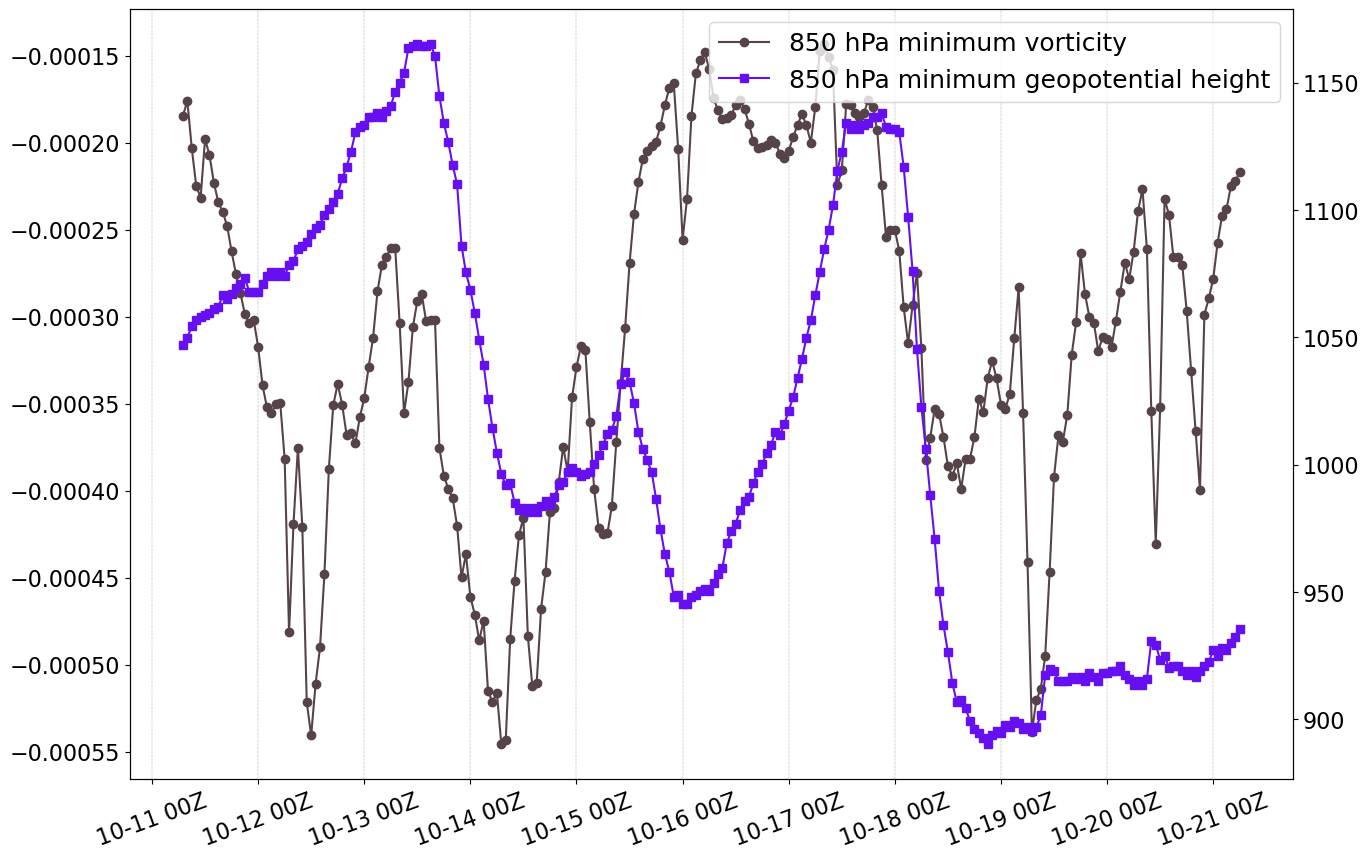 850 hPa minimum vorticity
850 hPa minimum geopotential height
−0.00015
−0.00020
−0.00025
−0.00030
−0.00035
−0.00040
−0.00045
−0.00050
−0.00055
1150
1100
1050
1000
950
900
10-11 00Z
10-12 00Z
10-13 00Z
10-14 00Z
10-15 00Z
10-16 00Z
10-17 00Z
10-18 00Z
10-19 00Z
10-20 00Z
10-21 00Z